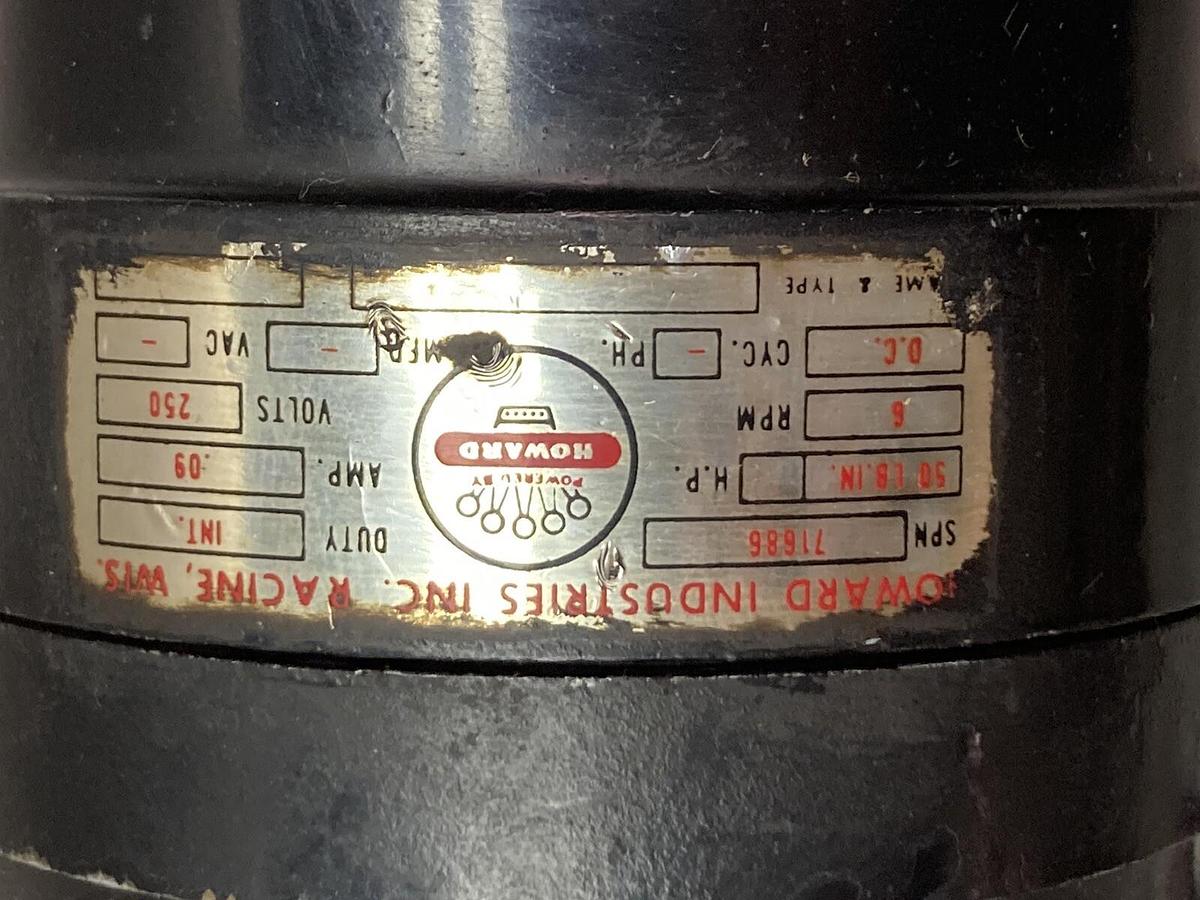 HOWARD INDUSTRIES INC. RACINE, WIS.
SPN 71686 DUTY INT.
50 LB.IN. H.P. AMP. .09
6 RPM VOLTS 250
D.C CYC. - PH. MFD - VAC -
AME & TYPE
POWERED BY
HOWARD